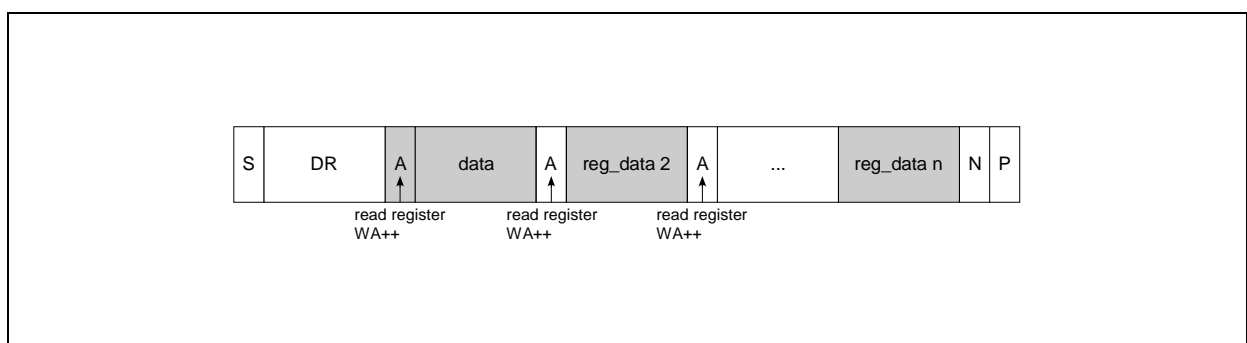 S DR A data A reg_data 2 A ... reg_data n N P
read register read register read register
WA++ WA++ WA++